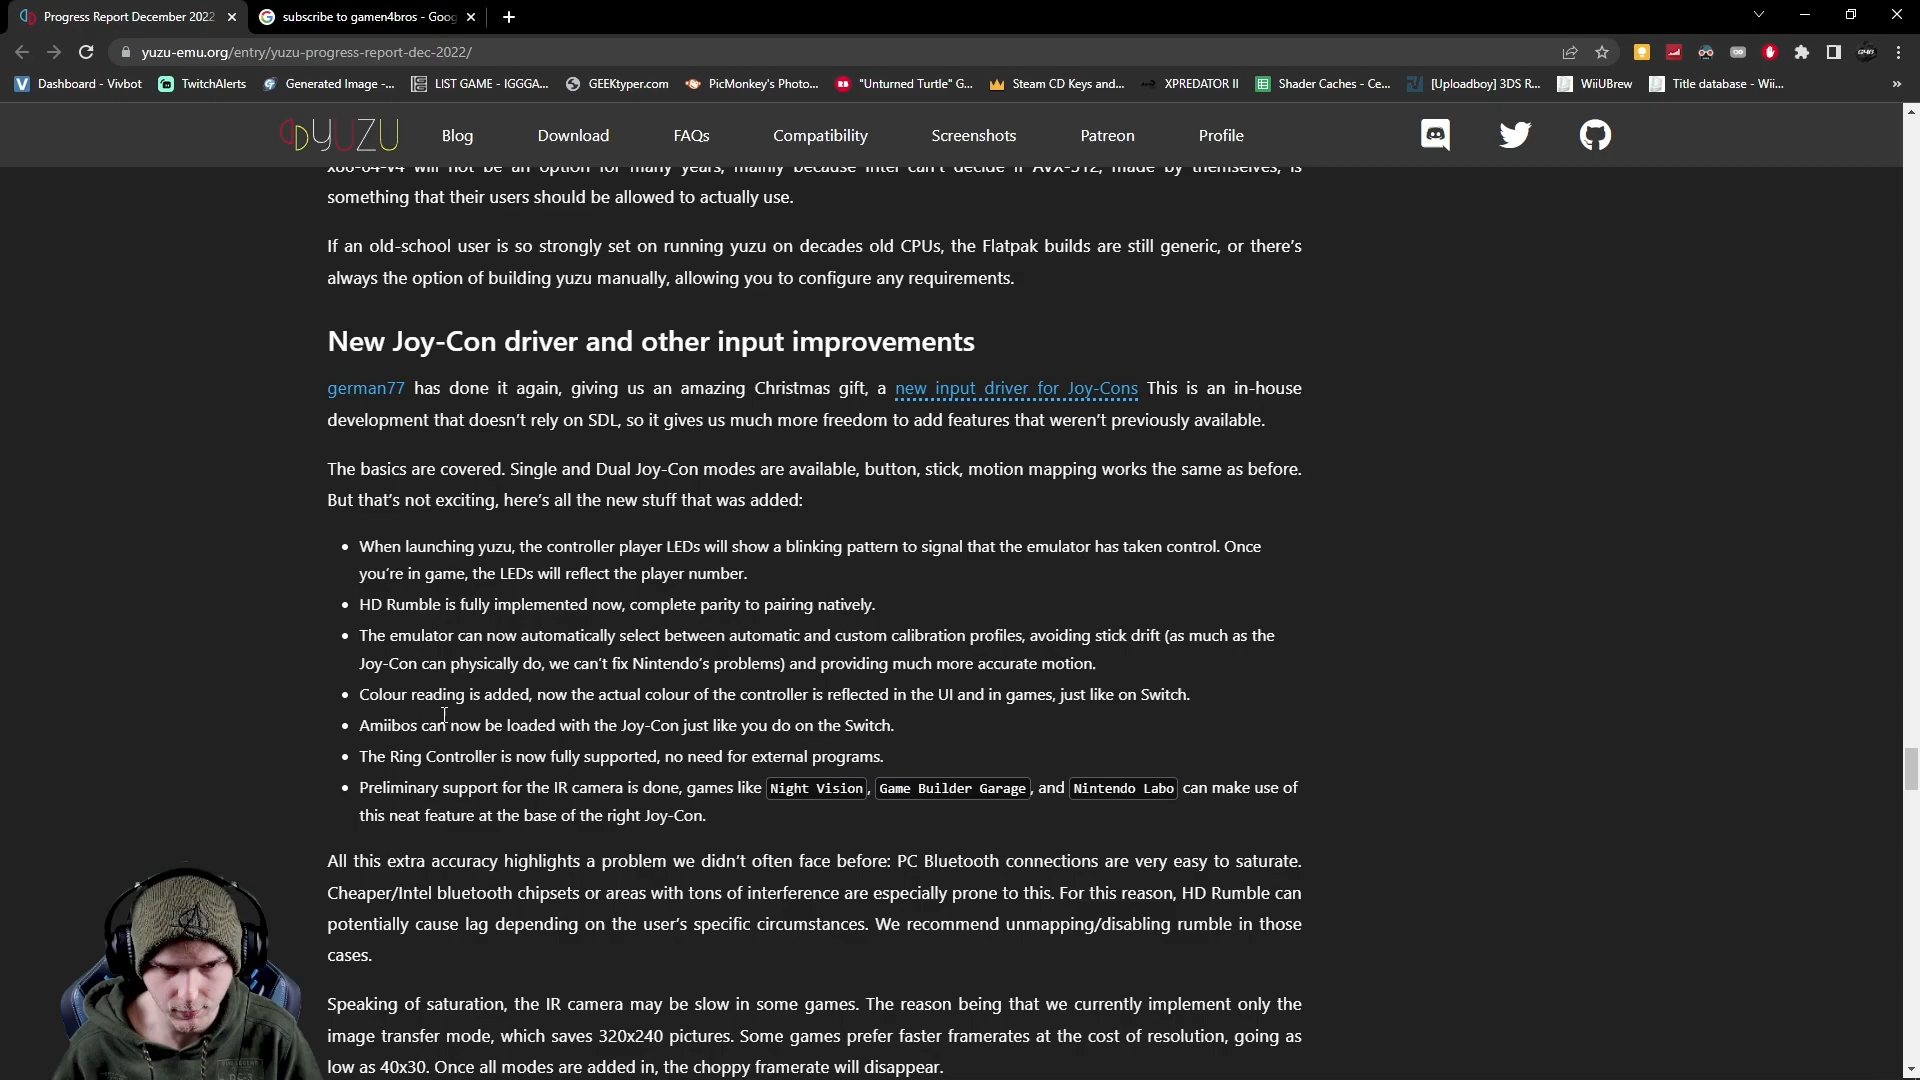 Progress Report December 2022
subscribe to gamen4bros - Goog
yuzu-emu.org/entry/yuzu-progress-report-dec-2022/
Dashboard - Vivbot TwitchAlerts Generated Image -... LIST GAME - IGGGA... GEEKtyper.com PicMonkey's Photo... "Unturned Turtle" G... Steam CD Keys and... XPREDATOR II Shader Caches - Ce... [Uploadboy] 3DS R... WiiUBrew Title database - Wii... »
YUZU Blog Download FAQs Compatibility Screenshots Patreon Profile
x86-64-v4 will not be an option for many years, mainly because Intel can't decide if AVX-512, made by themselves, is
something that their users should be allowed to actually use.
If an old-school user is so strongly set on running yuzu on decades old CPUs, the Flatpak builds are still generic, or there's
always the option of building yuzu manually, allowing you to configure any requirements.
New Joy-Con driver and other input improvements
german77 has done it again, giving us an amazing Christmas gift, a new input driver for Joy-Cons This is an in-house
development that doesn't rely on SDL, so it gives us much more freedom to add features that weren't previously available.
The basics are covered. Single and Dual Joy-Con modes are available, button, stick, motion mapping works the same as before.
But that's not exciting, here's all the new stuff that was added:
• When launching yuzu, the controller player LEDs will show a blinking pattern to signal that the emulator has taken control. Once
you're in game, the LEDs will reflect the player number.
• HD Rumble is fully implemented now, complete parity to pairing natively.
• The emulator can now automatically select between automatic and custom calibration profiles, avoiding stick drift (as much as the
Joy-Con can physically do, we can't fix Nintendo's problems) and providing much more accurate motion.
• Colour reading is added, now the actual colour of the controller is reflected in the UI and in games, just like on Switch.
• Amiibos can now be loaded with the Joy-Con just like you do on the Switch.
• The Ring Controller is now fully supported, no need for external programs.
• Preliminary support for the IR camera is done, games like Night Vision, Game Builder Garage, and Nintendo Labo can make use of
this neat feature at the base of the right Joy-Con.
All this extra accuracy highlights a problem we didn't often face before: PC Bluetooth connections are very easy to saturate.
Cheaper/Intel bluetooth chipsets or areas with tons of interference are especially prone to this. For this reason, HD Rumble can
potentially cause lag depending on the user's specific circumstances. We recommend unmapping/disabling rumble in those
cases.
Speaking of saturation, the IR camera may be slow in some games. The reason being that we currently implement only the
image transfer mode, which saves 320x240 pictures. Some games prefer faster framerates at the cost of resolution, going as
low as 40x30. Once all modes are added in, the choppy framerate will disappear.